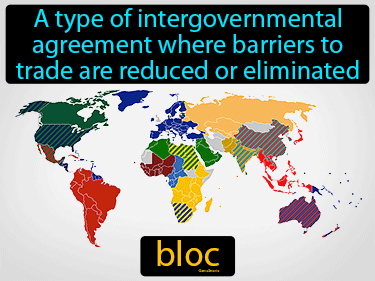 A type of intergovernmental
agreement where barriers to
trade are reduced or eliminated
bloc